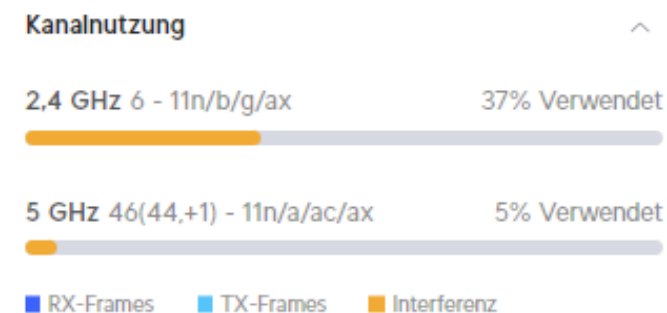 Kanalnutzung
2,4 GHz 6 - 11n/b/g/ax 37% Verwendet
5 GHz 46(44,+1) - 11n/a/ac/ax 5% Verwendet
RX-Frames TX-Frames Interferenz